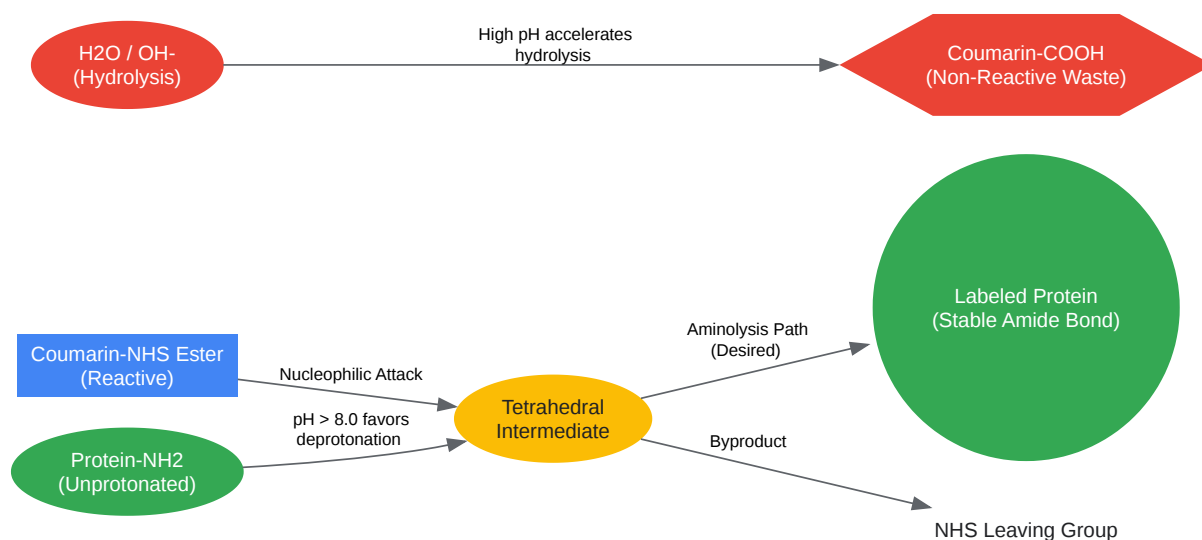 H2O / OH-
(Hydrolysis)
High pH accelerates
hydrolysis
Coumarin-COOH
(Non-Reactive Waste)
Labeled Protein
(Stable Amide Bond)
Coumarin-NHS Ester
(Reactive)
Nucleophilic Attack
Aminolysis Path
(Desired)
pH > 8.0 favors
deprotonation
Tetrahedral
Intermediate
Protein-NH2
(Unprotonated)
Byproduct
NHS Leaving Group